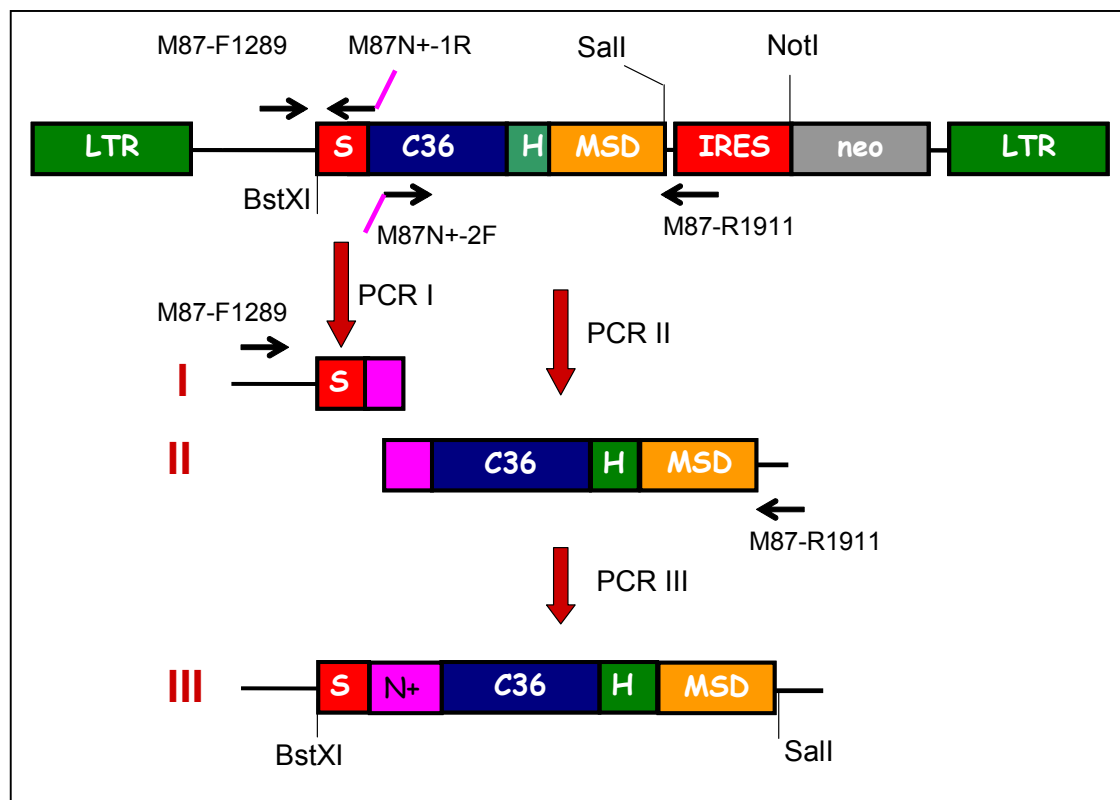 M87-F1289 M87N+-1R SalI NotI
LTR S C36 H MSD IRES neo LTR
BstXI M87N+-2F M87-R1911
PCR I
M87-F1289
PCR II
I S
II C36 H MSD
M87-R1911
PCR III
III S N+ C36 H MSD
BstXI SalI